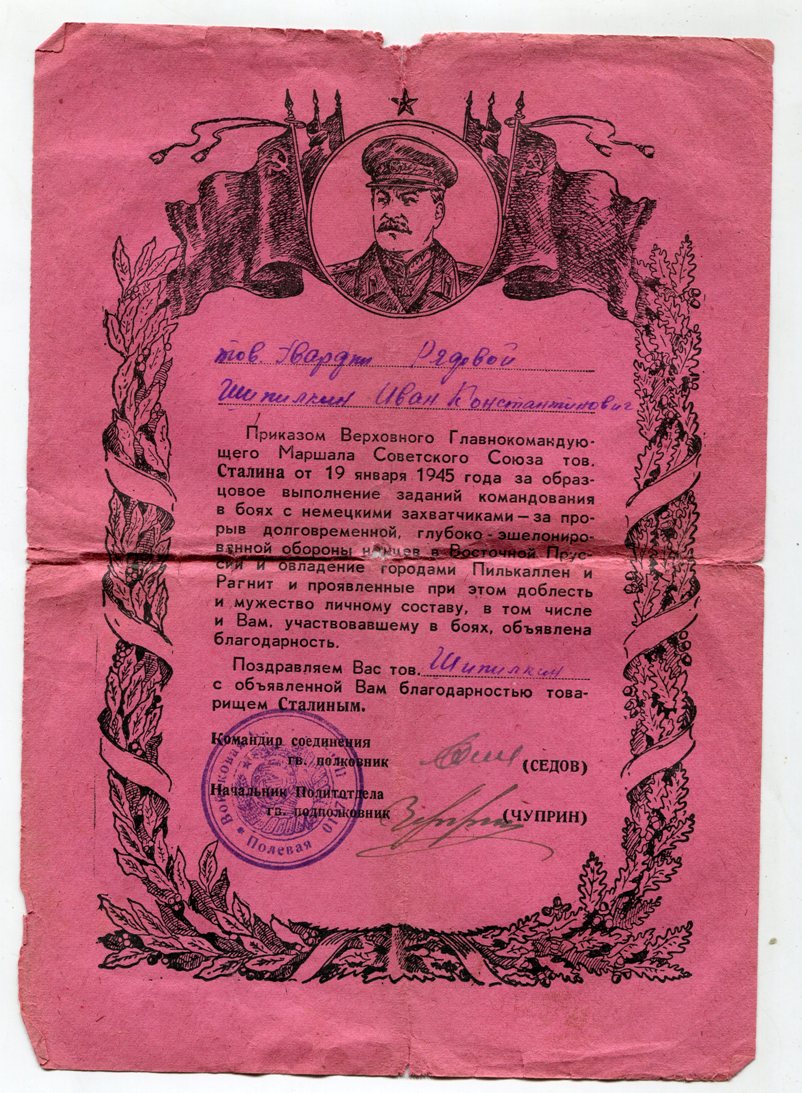 тов. Гвардии Рядовой
Шипилкин Иван Константинович
Приказом Верховного Главнокомандую-
щего Маршала Советского Союза тов.
Сталина от 19 января 1945 года за образ-
цовое выполнение заданий командования
в боях с немецкими захватчиками — за про-
рыв долговременной, глубоко-эшелониро-
ванной обороны немцев в Восточной Прус-
сии и овладение городами Пилькаллен и
Рагнит и проявленные при этом доблесть
и мужество личному составу, в том числе
и Вам, участвовавшему в боях, объявлена
благодарность.
Поздравляем Вас тов. Шипилкин
с объявленной Вам благодарностью това-
рищем Сталиным.
Командир соединения
гв. полковник (СЕДОВ)
Начальник Политотдела
гв. подполковник (ЧУПРИН)
Полевая